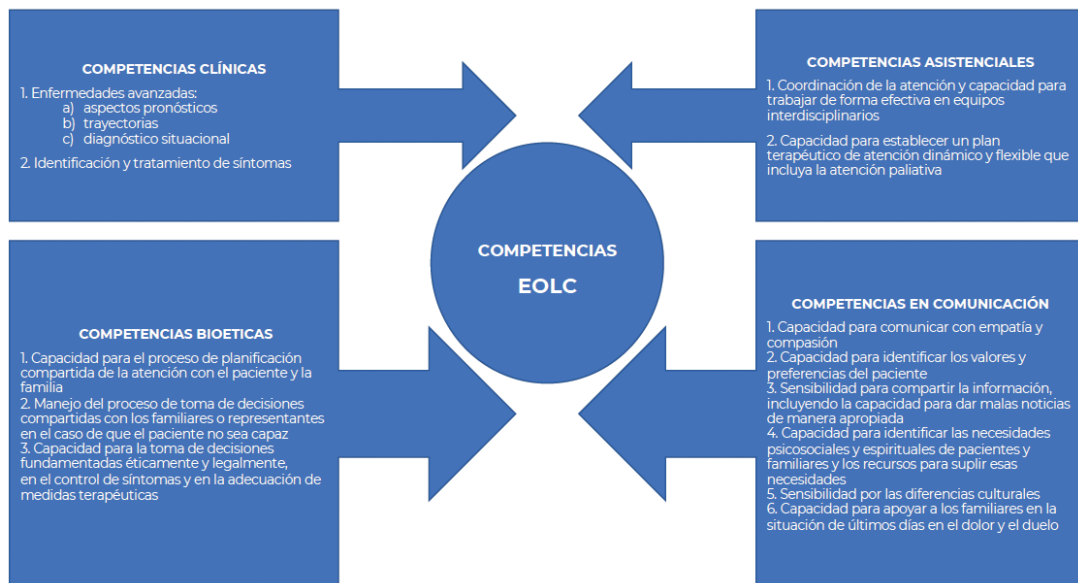 COMPETENCIAS CLÍNICAS
1. Enfermedades avanzadas:
a) aspectos pronósticos
b) trayectorias
c) diagnóstico situacional
2. Identificación y tratamiento de síntomas
COMPETENCIAS ASISTENCIALES
1. Coordinación de la atención y capacidad para
trabajar de forma efectiva en equipos
interdisciplinarios
2. Capacidad para establecer un plan
terapéutico de atención dinámico y flexible que
incluya la atención paliativa
COMPETENCIAS
EOLC
COMPETENCIAS BIOETICAS
1. Capacidad para el proceso de planificación
compartida de la atención con el paciente y la
familia
2. Manejo del proceso de toma de decisiones
compartidas con los familiares o representantes
en el caso de que el paciente no sea capaz
3. Capacidad para la toma de decisiones
fundamentadas éticamente y legalmente,
en el control de síntomas y en la adecuación de
medidas terapéuticas
COMPETENCIAS EN COMUNICACIÓN
1. Capacidad para comunicar con empatía y
compasión
2. Capacidad para identificar los valores y
preferencias del paciente
3. Sensibilidad para compartir la información,
incluyendo la capacidad para dar malas noticias
de manera apropiada
4. Capacidad para identificar las necesidades
psicosociales y espirituales de pacientes y
familiares y los recursos para suplir esas
necesidades
5. Sensibilidad por las diferencias culturales
6. Capacidad para apoyar a los familiares en la
situación de últimos días en el dolor y el duelo